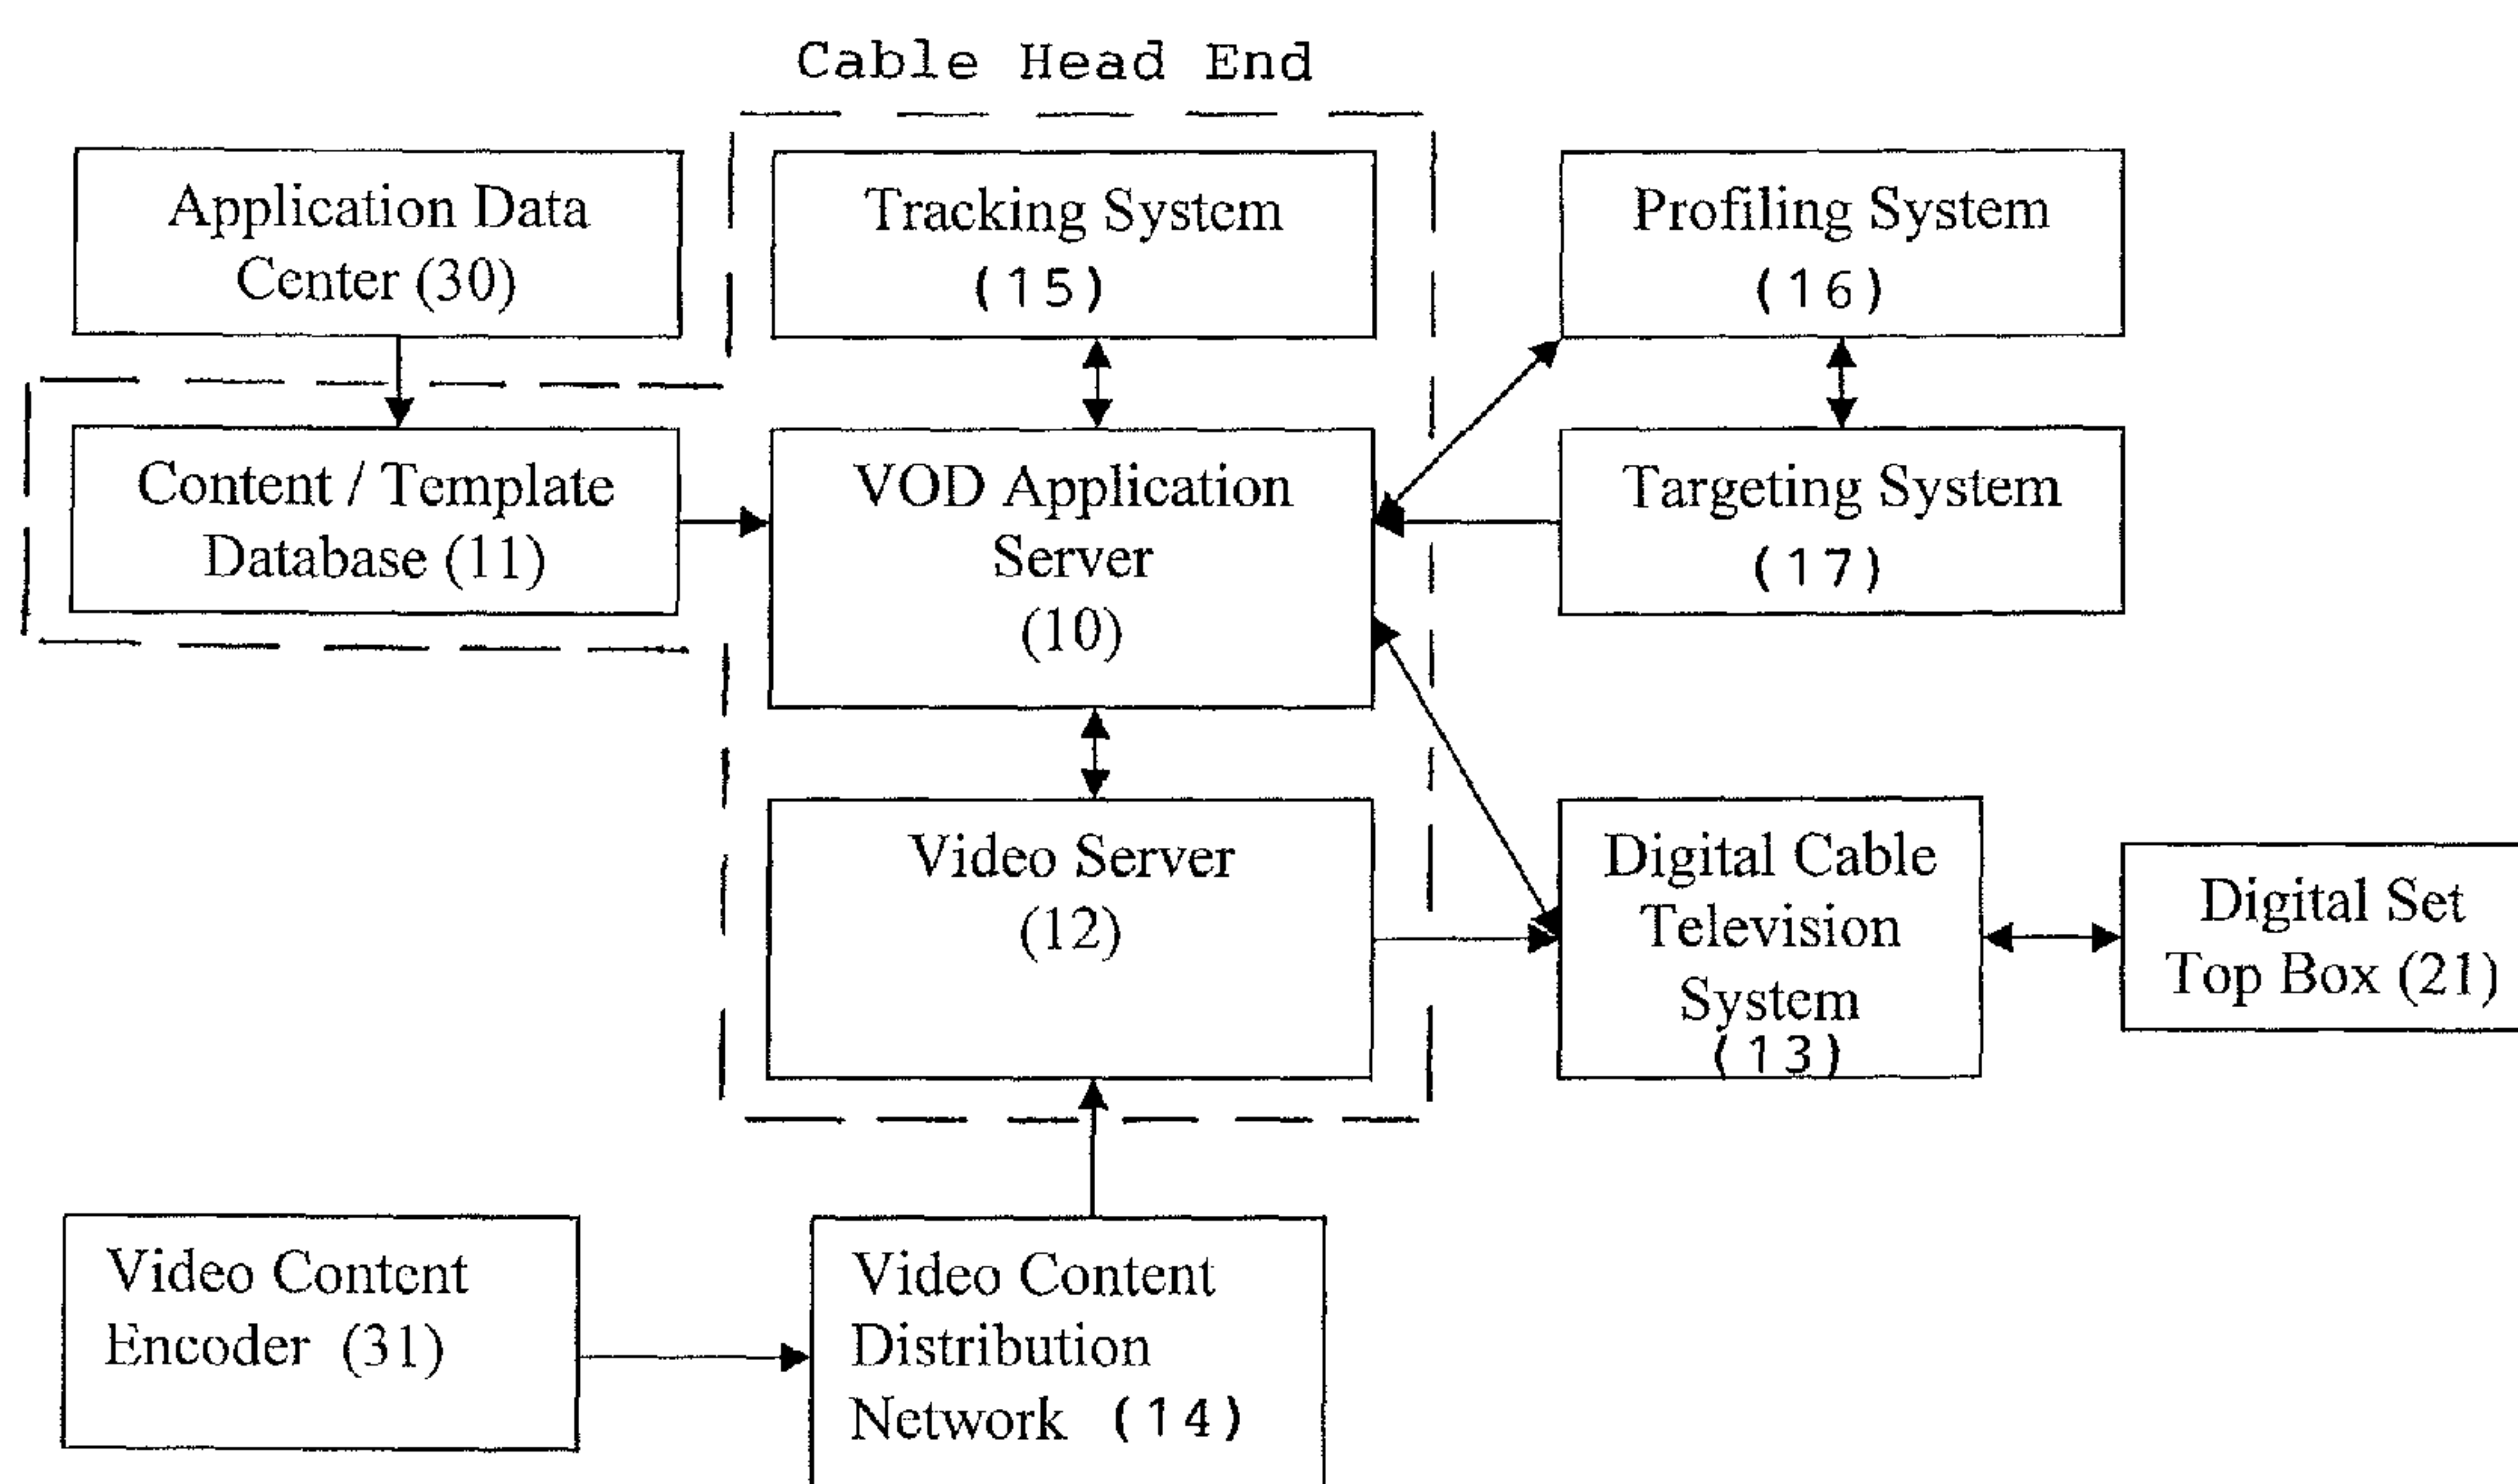 Cable Head End
Application Data
Center (30)
Tracking System
(15)
Profiling System
(16)
Content / Template
Database (11)
VOD Application
Server
(10)
Targeting System
(17)
Video Server
(12)
Digital Cable
Television
System
(13)
Digital Set
Top Box (21)
Video Content
Encoder (31)
Video Content
Distribution
Network (14)